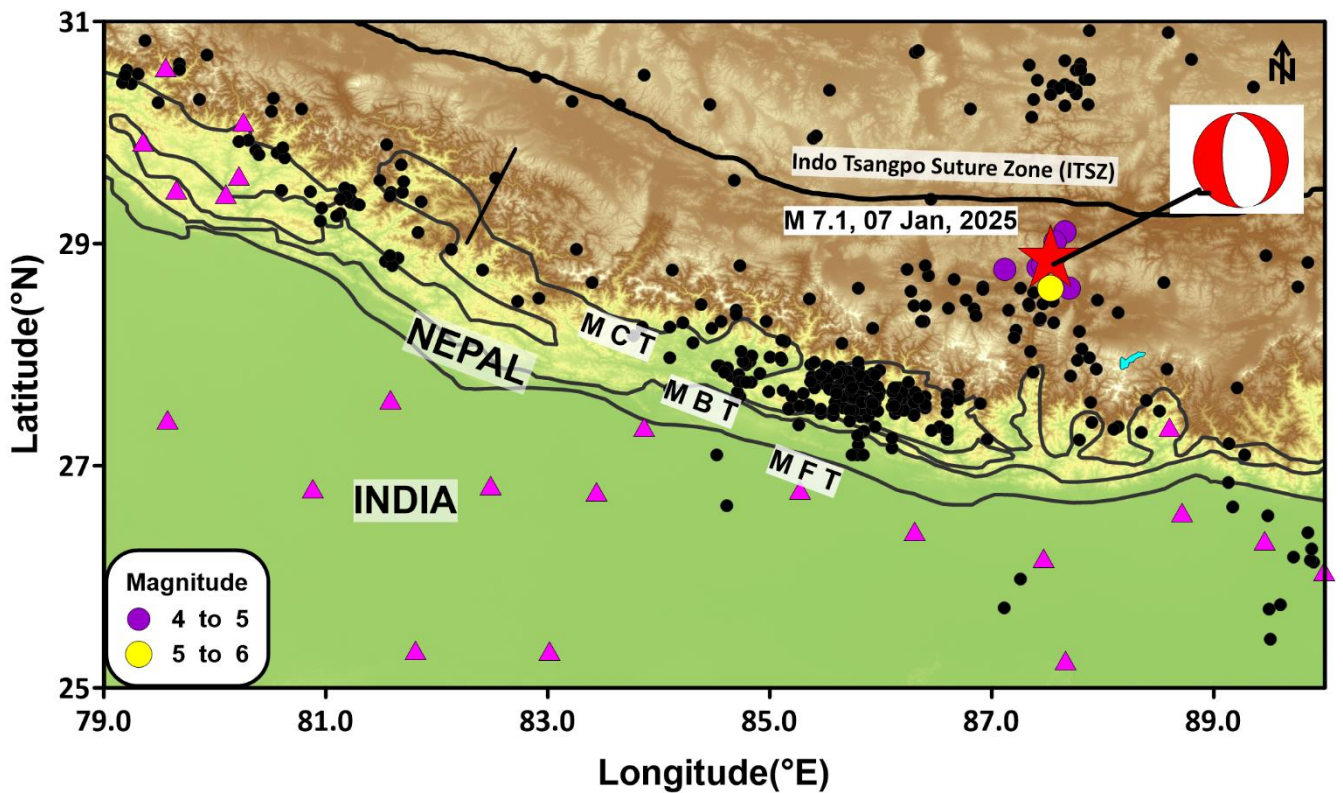 31
N
Indo Tsangpo Suture Zone (ITSZ)
M 7.1, 07 Jan, 2025
29
Latitude(°N)
NEPAL
M C T
M B T
M F T
27
INDIA
Magnitude
4 to 5
5 to 6
25
79.0 81.0 83.0 85.0 87.0 89.0
Longitude(°E)